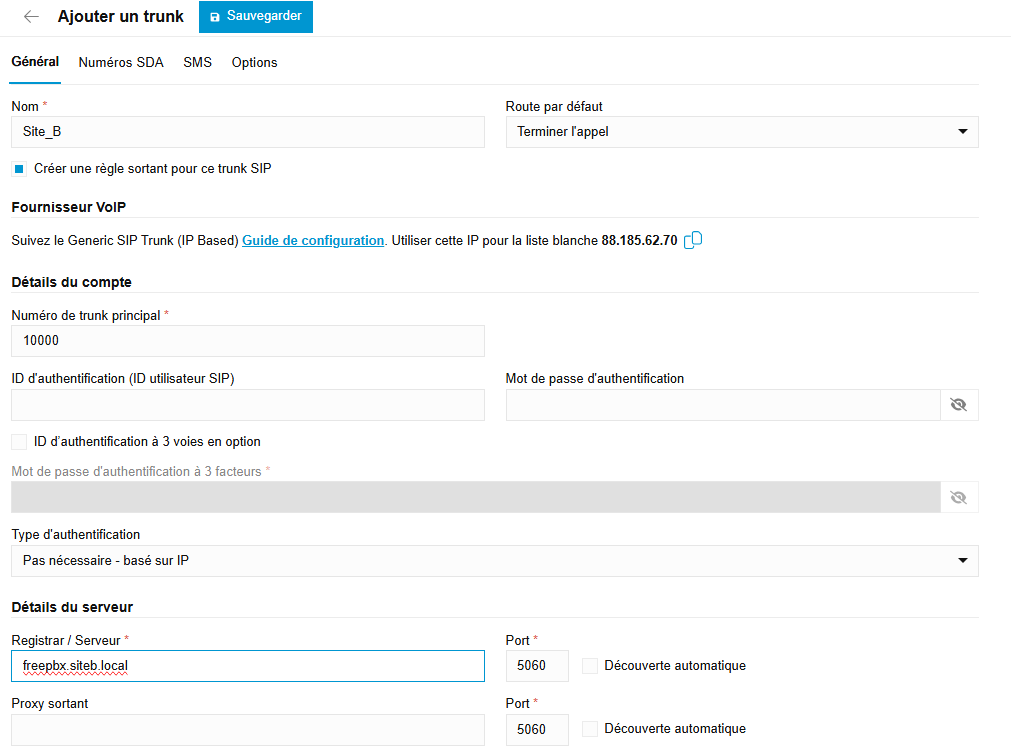 Ajouter un trunk Sauvegarder
Général Numéros SDA SMS Options
Nom * Route par défaut
Site_B Terminer l'appel
Créer une règle sortant pour ce trunk SIP
Fournisseur VoIP
Suivez le Generic SIP Trunk (IP Based) Guide de configuration. Utiliser cette IP pour la liste blanche 88.185.62.70
Détails du compte
Numéro de trunk principal *
10000
ID d'authentification (ID utilisateur SIP) Mot de passe d'authentification
ID d'authentification à 3 voies en option
Mot de passe d'authentification à 3 facteurs *
Type d'authentification
Pas nécessaire - basé sur IP
Détails du serveur
Registrar / Serveur * Port *
freepbx.siteb.local 5060 Découverte automatique
Proxy sortant Port *
5060 Découverte automatique